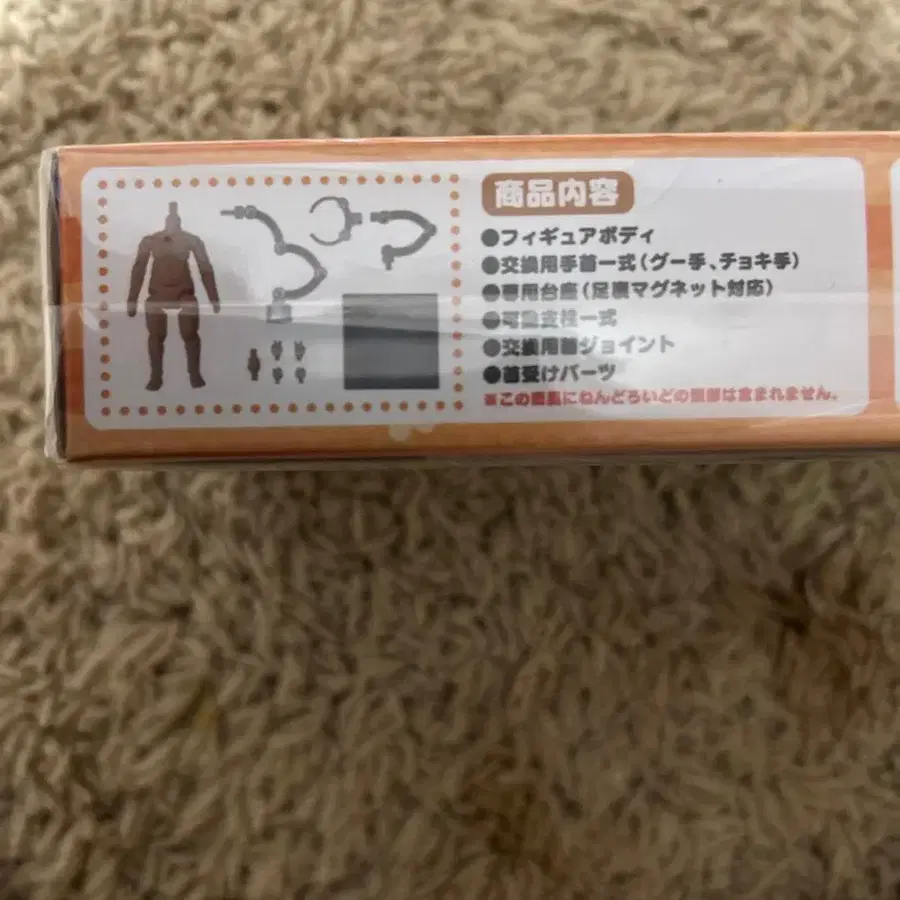 商品内容
●フィギュアボディ
●交換用手首一式(グー手、チョキ手)
●専用台座(足裏マグネット対応)
●可動支柱一式
●交換用首ジョイント
●首受けパーツ
※この商品にねんどろいどの頭部は含まれません。